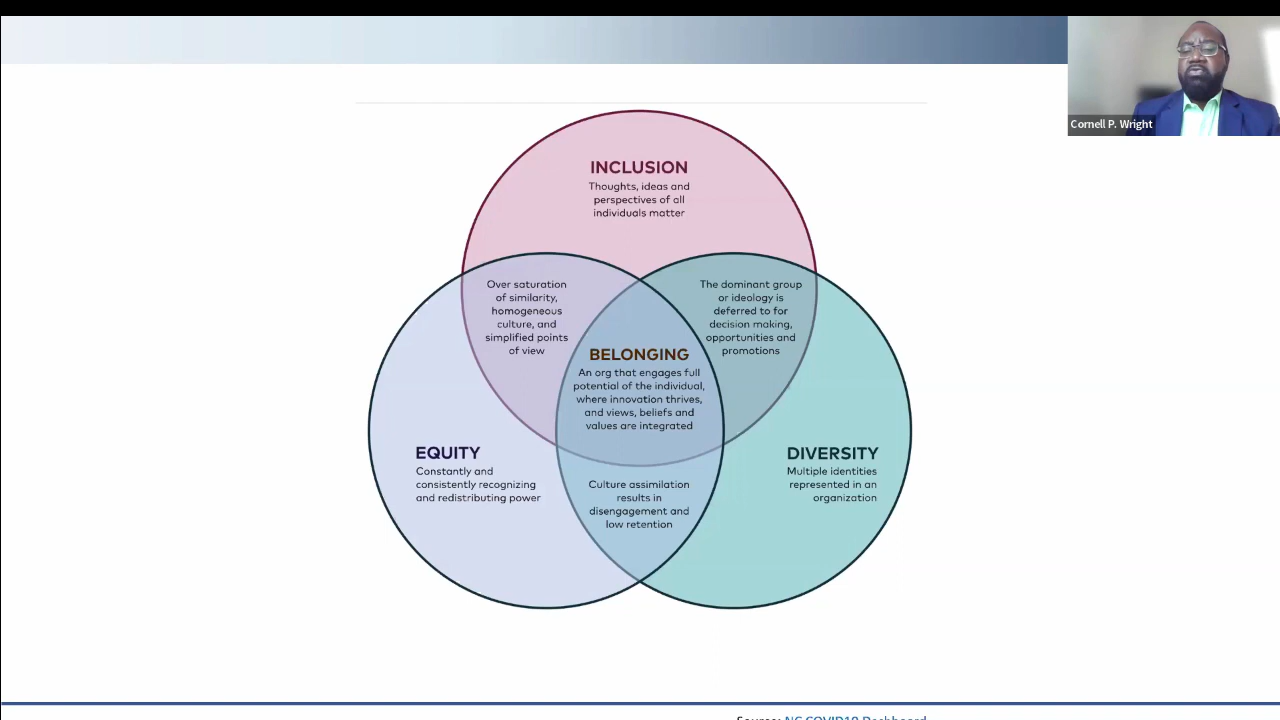 Cornell P. Wright
INCLUSION
Thoughts, ideas and
perspectives of all
individuals matter
Over saturation
of similarity,
homogeneous
culture, and
simplified points
of view
The dominant group
or ideology is
deferred to for
decision making,
opportunities and
promotions
BELONGING
An org that engages full
potential of the individual,
where innovation thrives,
and views, beliefs and
values are integrated
EQUITY
Constantly and
consistently recognizing
and redistributing power
DIVERSITY
Multiple identities
represented in an
organization
Culture assimilation
results in
disengagement and
low retention
Source: NC COVID19 Dashboard